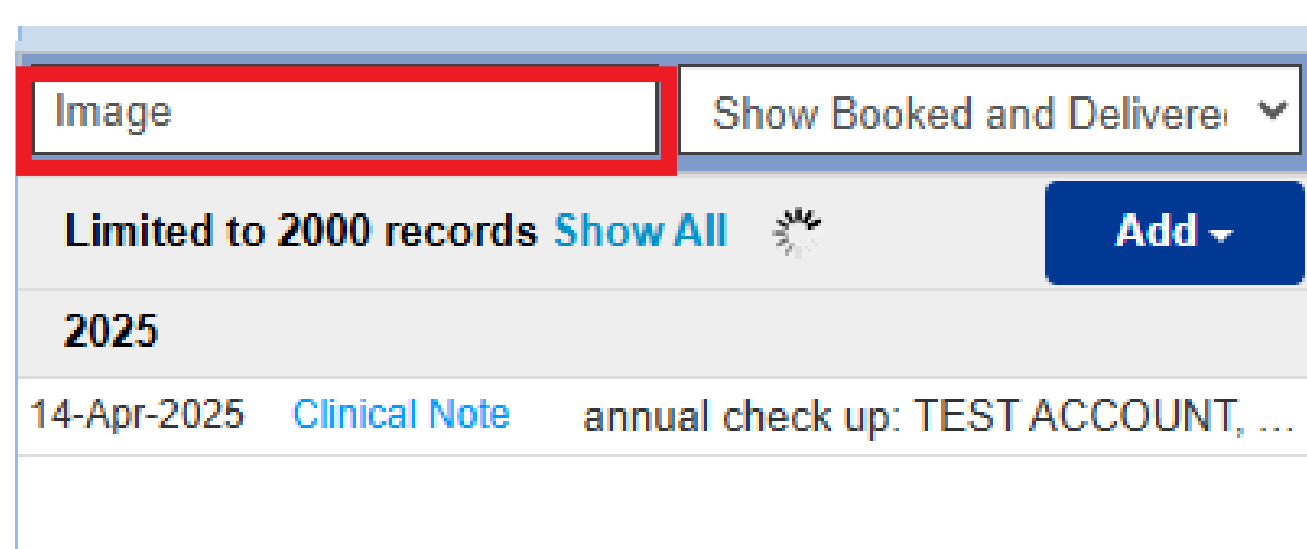 Image
Show Booked and Delivere
Limited to 2000 records Show All
Add
2025
14-Apr-2025 Clinical Note annual check up: TEST ACCOUNT, ...